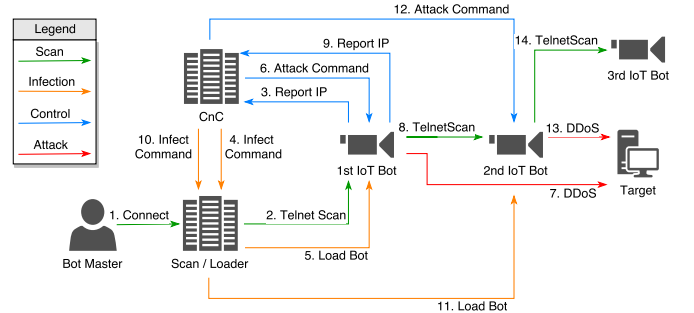 Legend
Scan
Infection
Control
Attack
12. Attack Command
14. TelnetScan
9. Report IP
6. Attack Command
3. Report IP
CnC
3rd IoT Bot
8. TelnetScan
13. DDoS
10. Infect
Command
4. Infect
Command
1st IoT Bot
2nd IoT Bot
7. DDoS
Target
1. Connect
2. Telnet Scan
Bot Master
Scan / Loader
5. Load Bot
11. Load Bot